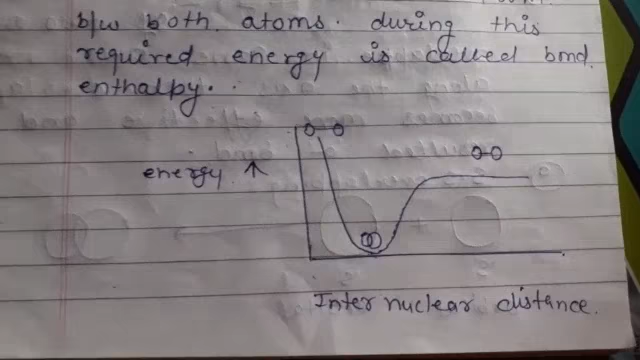 b/w both atoms. during this
required energy is called bond.
enthalpy.
energy ↑
Inter nuclear distance.